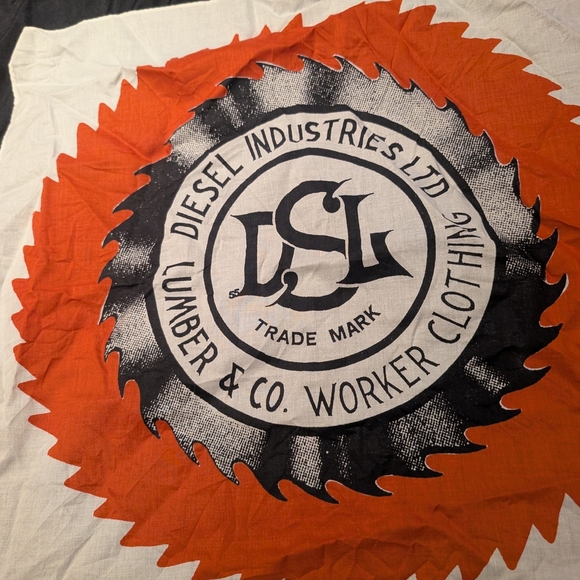 DIESEL INDUSTRIES LTD
LUMBER & CO. WORKER CLOTHING
DSL
TRADE MARK